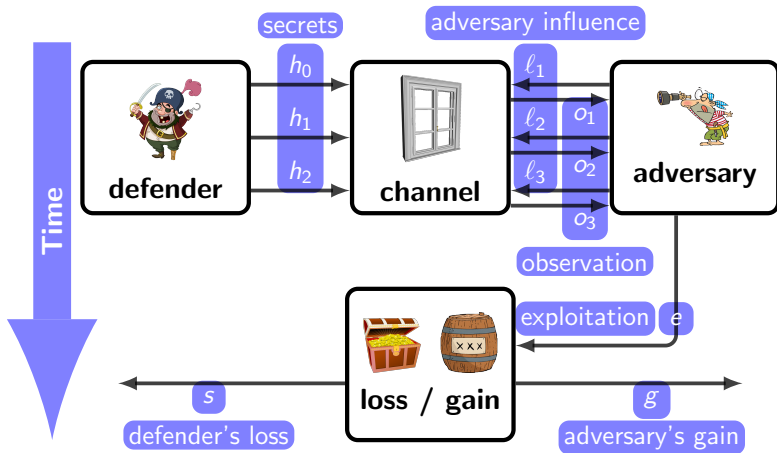 secrets
adversary influence
h₀
ℓ₁
h₁
o₁
ℓ₂
h₂
o₂
ℓ₃
o₃
defender
channel
adversary
Time
observation
exploitation e
xxx
loss / gain
s
g
defender's loss
adversary's gain